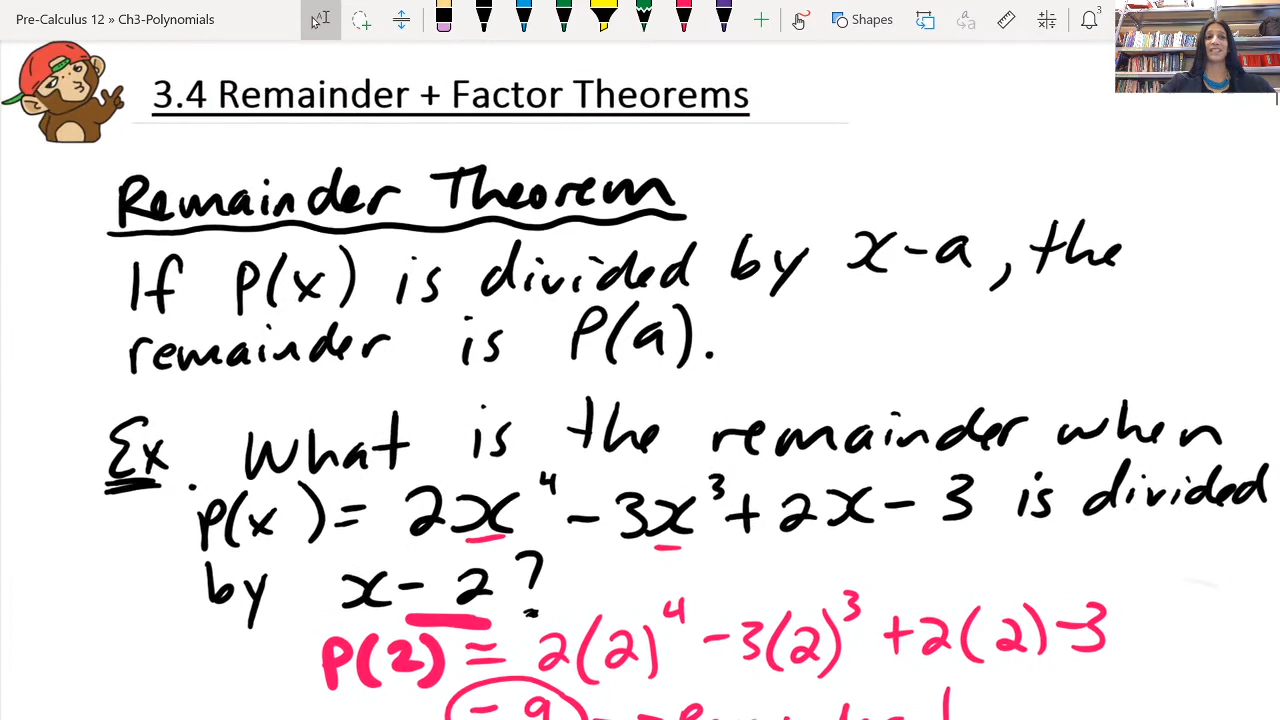 Pre-Calculus 12 » Ch3-Polynomials
Shapes
3
3.4 Remainder + Factor Theorems
Remainder Theorem
If P(x) is divided by x-a, the
remainder is P(a).
Ex. What is the remainder when
P(x) = 2x⁴ - 3x³ + 2x - 3 is divided
by x - 2?
P(2) = 2(2)⁴ - 3(2)³ + 2(2) - 3
= 9